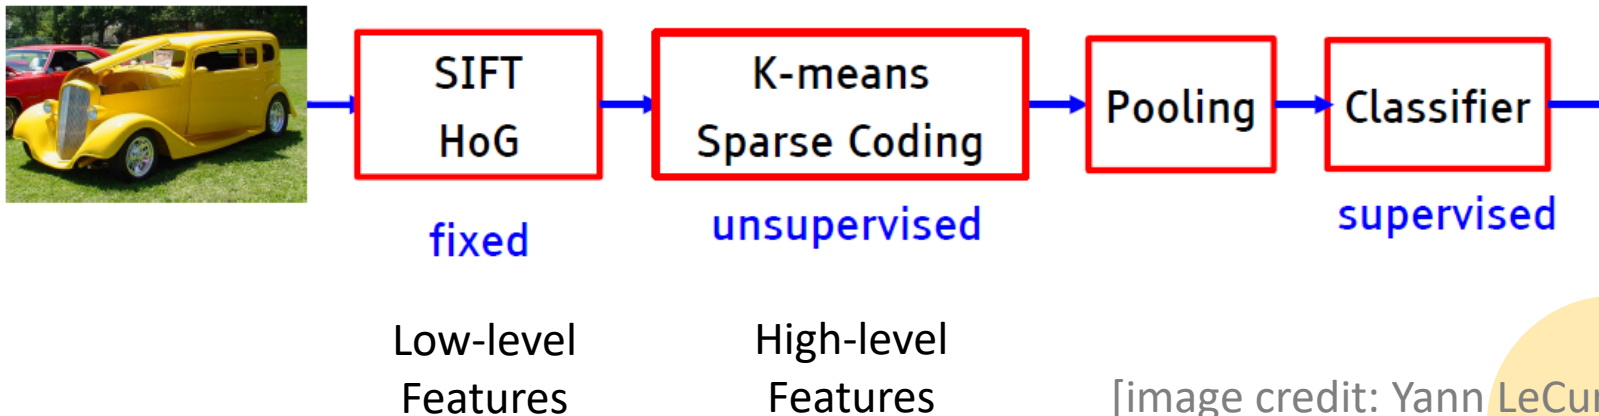 SIFT
HoG
K-means
Sparse Coding
Pooling
Classifier
fixed
unsupervised
supervised
Low-level
Features
High-level
Features
[image credit: Yann LeCun